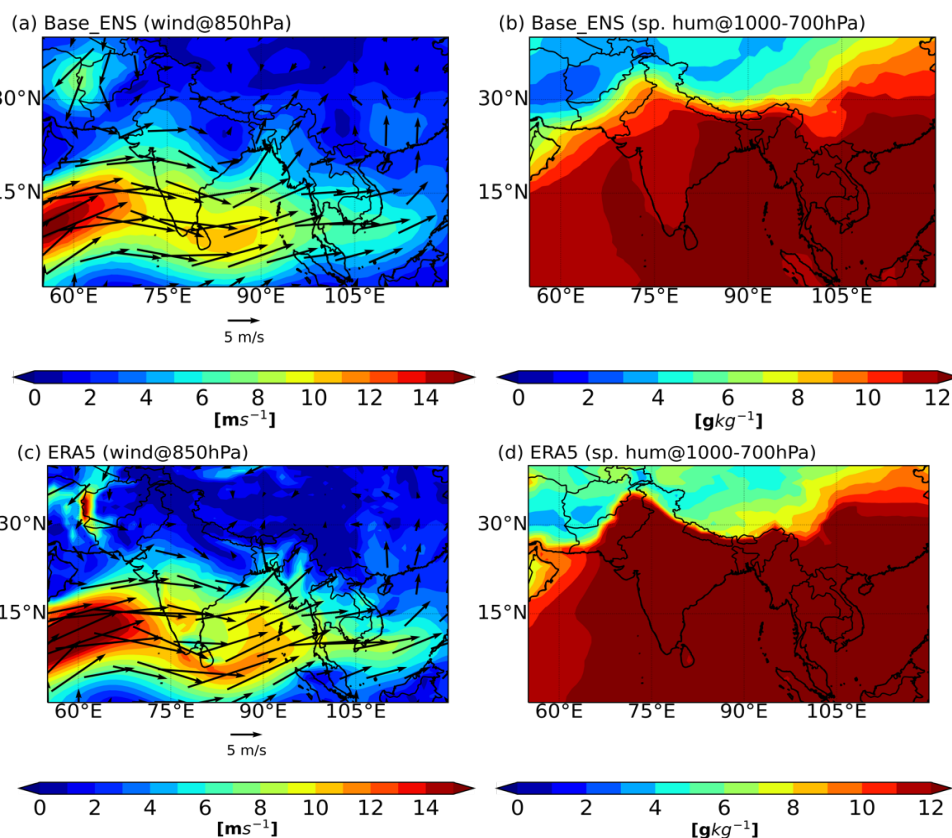 (a) Base_ENS (wind@850hPa)
(b) Base_ENS (sp. hum@1000-700hPa)
30°N
30°N
15°N
15°N
60°E 75°E 90°E 105°E
60°E 75°E 90°E 105°E
5 m/s
0 2 4 6 8 10 12 14
0 2 4 6 8 10 12
[ms⁻¹]
[gkg⁻¹]
(c) ERA5 (wind@850hPa)
(d) ERA5 (sp. hum@1000-700hPa)
30°N
30°N
15°N
15°N
60°E 75°E 90°E 105°E
60°E 75°E 90°E 105°E
5 m/s
0 2 4 6 8 10 12 14
0 2 4 6 8 10 12
[ms⁻¹]
[gkg⁻¹]